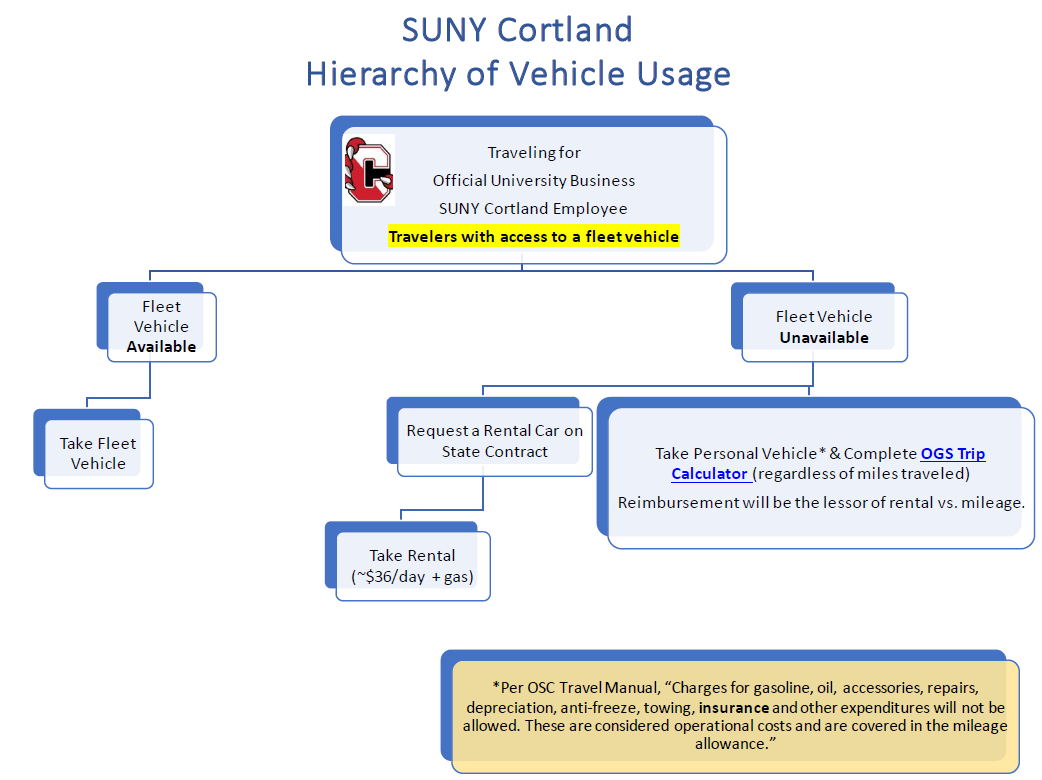 SUNY Cortland
Hierarchy of Vehicle Usage
C
Traveling for
Official University Business
SUNY Cortland Employee
Travelers with access to a fleet vehicle
Fleet
Vehicle
Available
Fleet Vehicle
Unavailable
Take Fleet
Vehicle
Request a Rental Car on
State Contract
Take Personal Vehicle* & Complete OGS Trip
Calculator (regardless of miles traveled)
Reimbursement will be the lessor of rental vs. mileage.
Take Rental
(~$36/day + gas)
*Per OSC Travel Manual, “Charges for gasoline, oil, accessories, repairs,
depreciation, anti-freeze, towing, insurance and other expenditures will not be
allowed. These are considered operational costs and are covered in the mileage
allowance.”